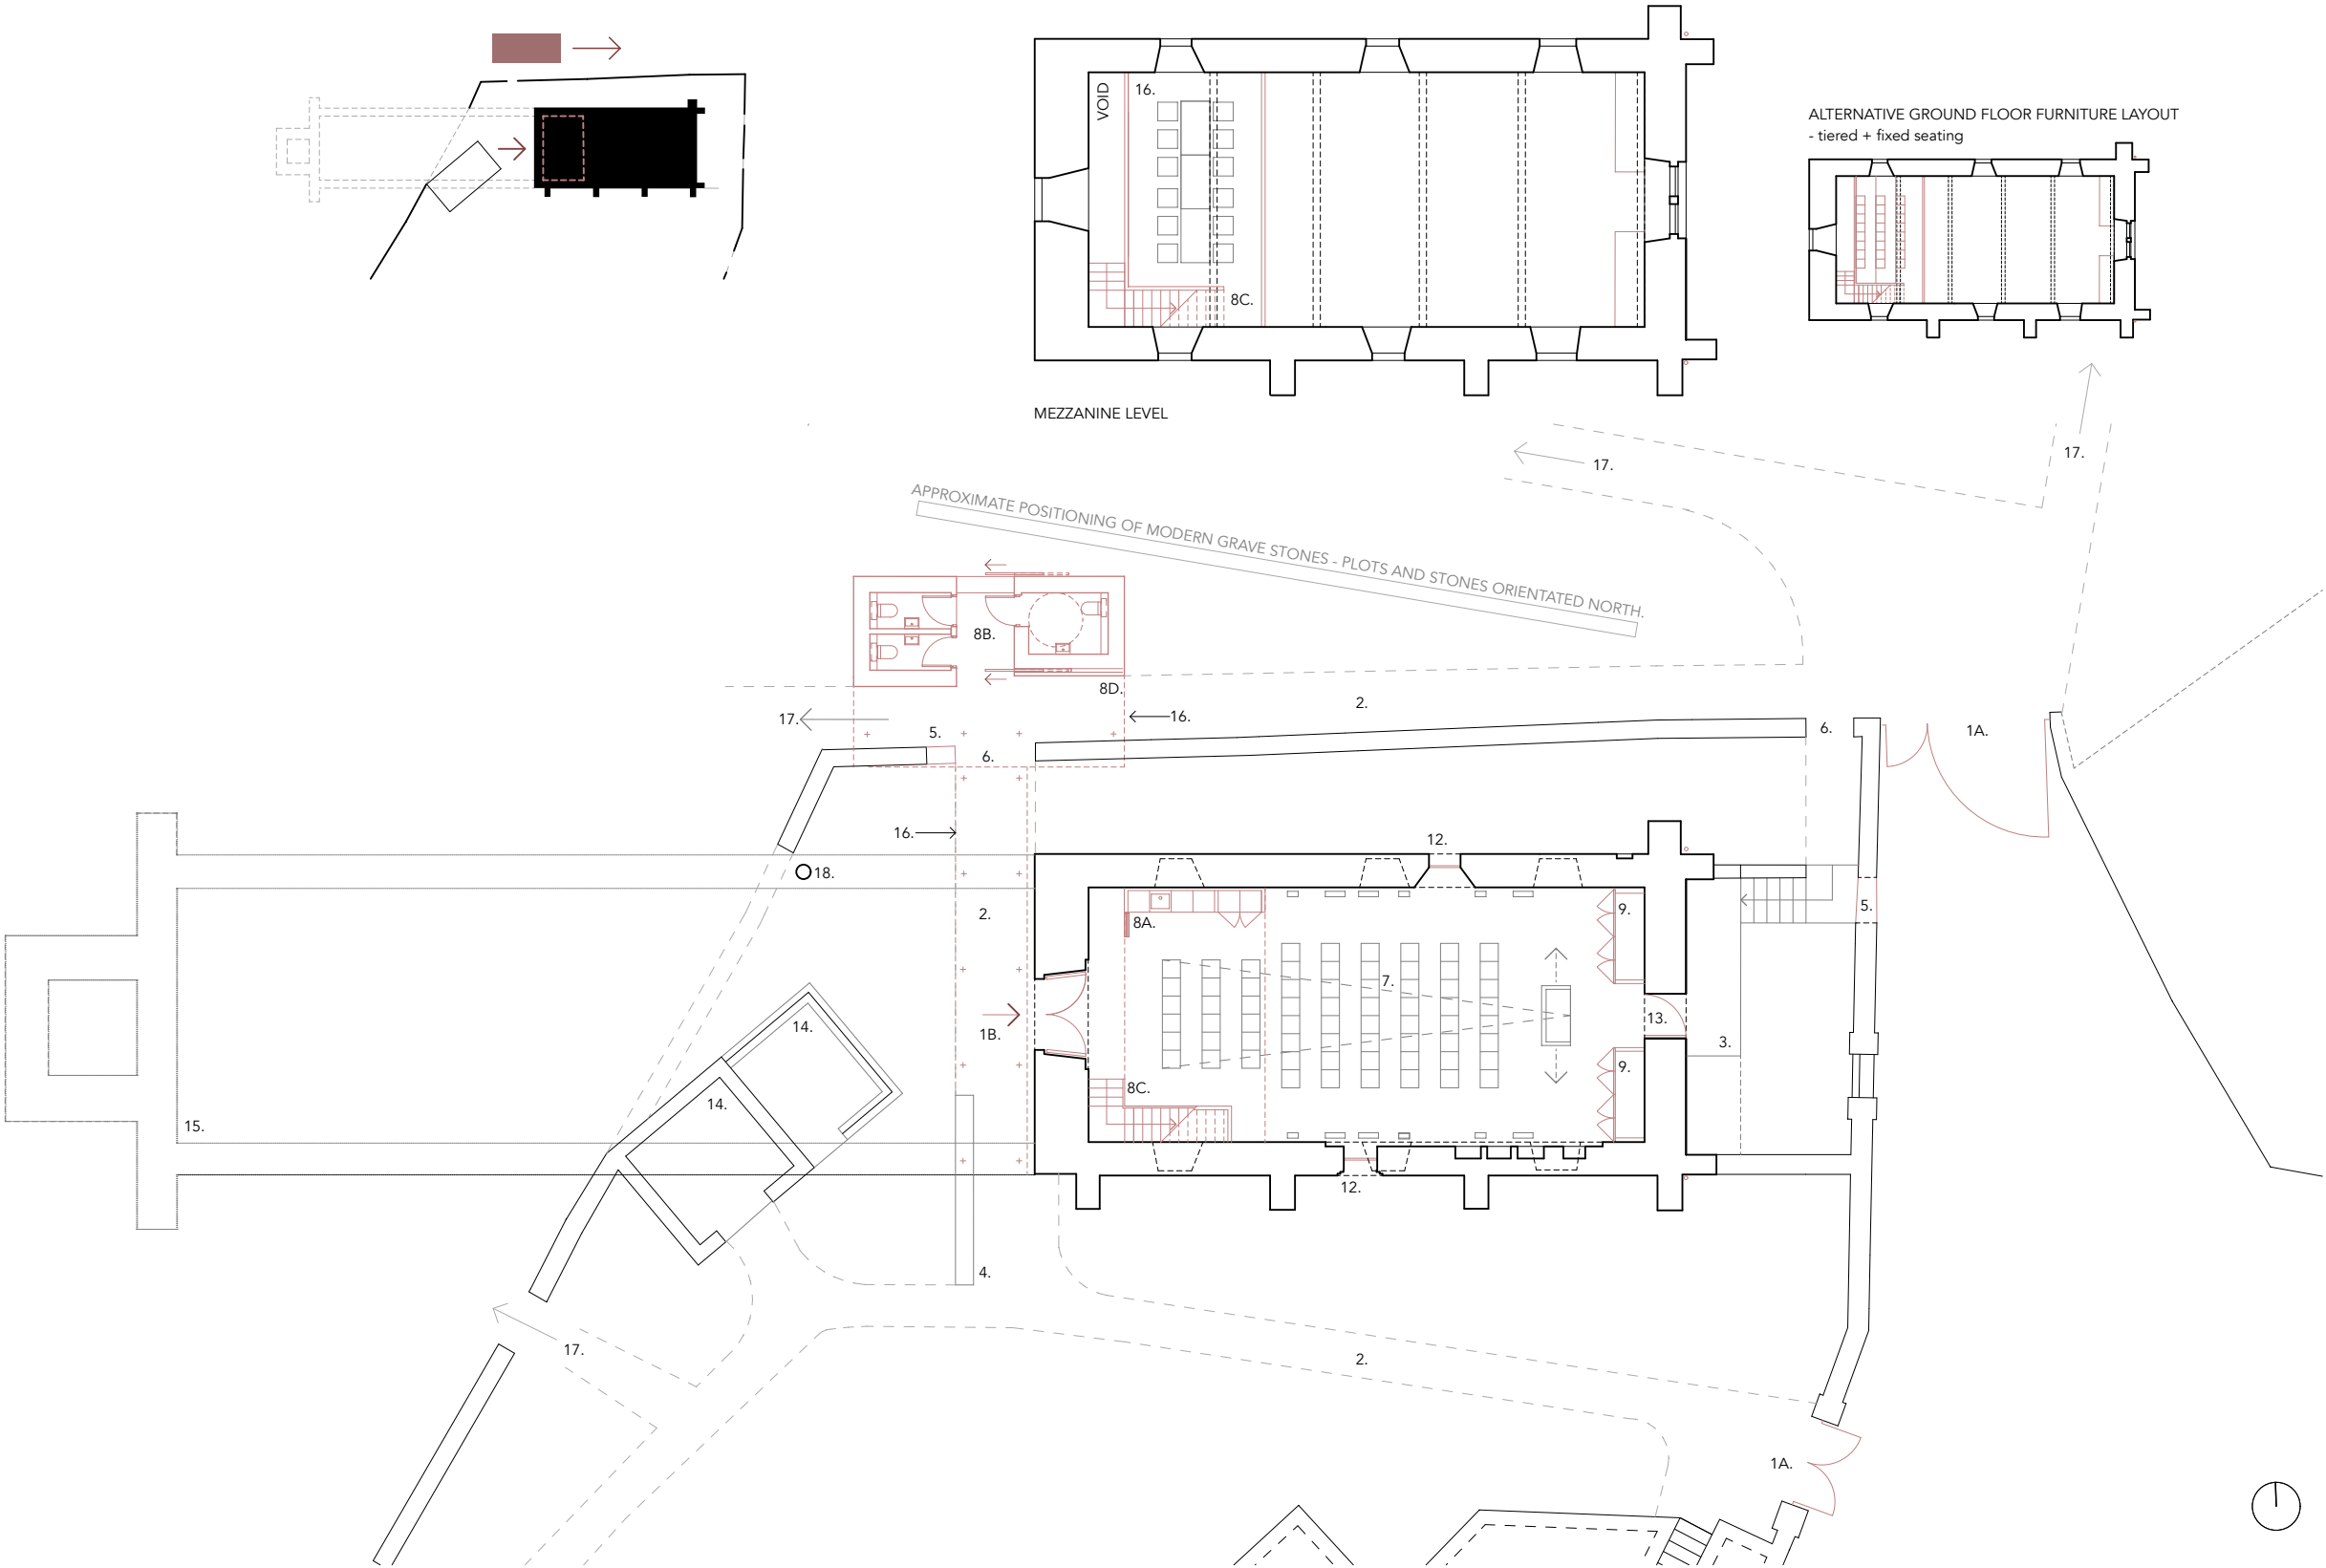 VOID
16.
8C.
MEZZANINE LEVEL
ALTERNATIVE GROUND FLOOR FURNITURE LAYOUT
- tiered + fixed seating
17.
17.
APPROXIMATE POSITIONING OF MODERN GRAVE STONES - PLOTS AND STONES ORIENTATED NORTH.
8B.
8D.
2.
17.
16.
5.
6.
6.
1A.
16.
12.
18.
2.
8A.
9.
5.
7.
14.
1B.
13.
3.
9.
8C.
14.
15.
12.
4.
17.
2.
1A.